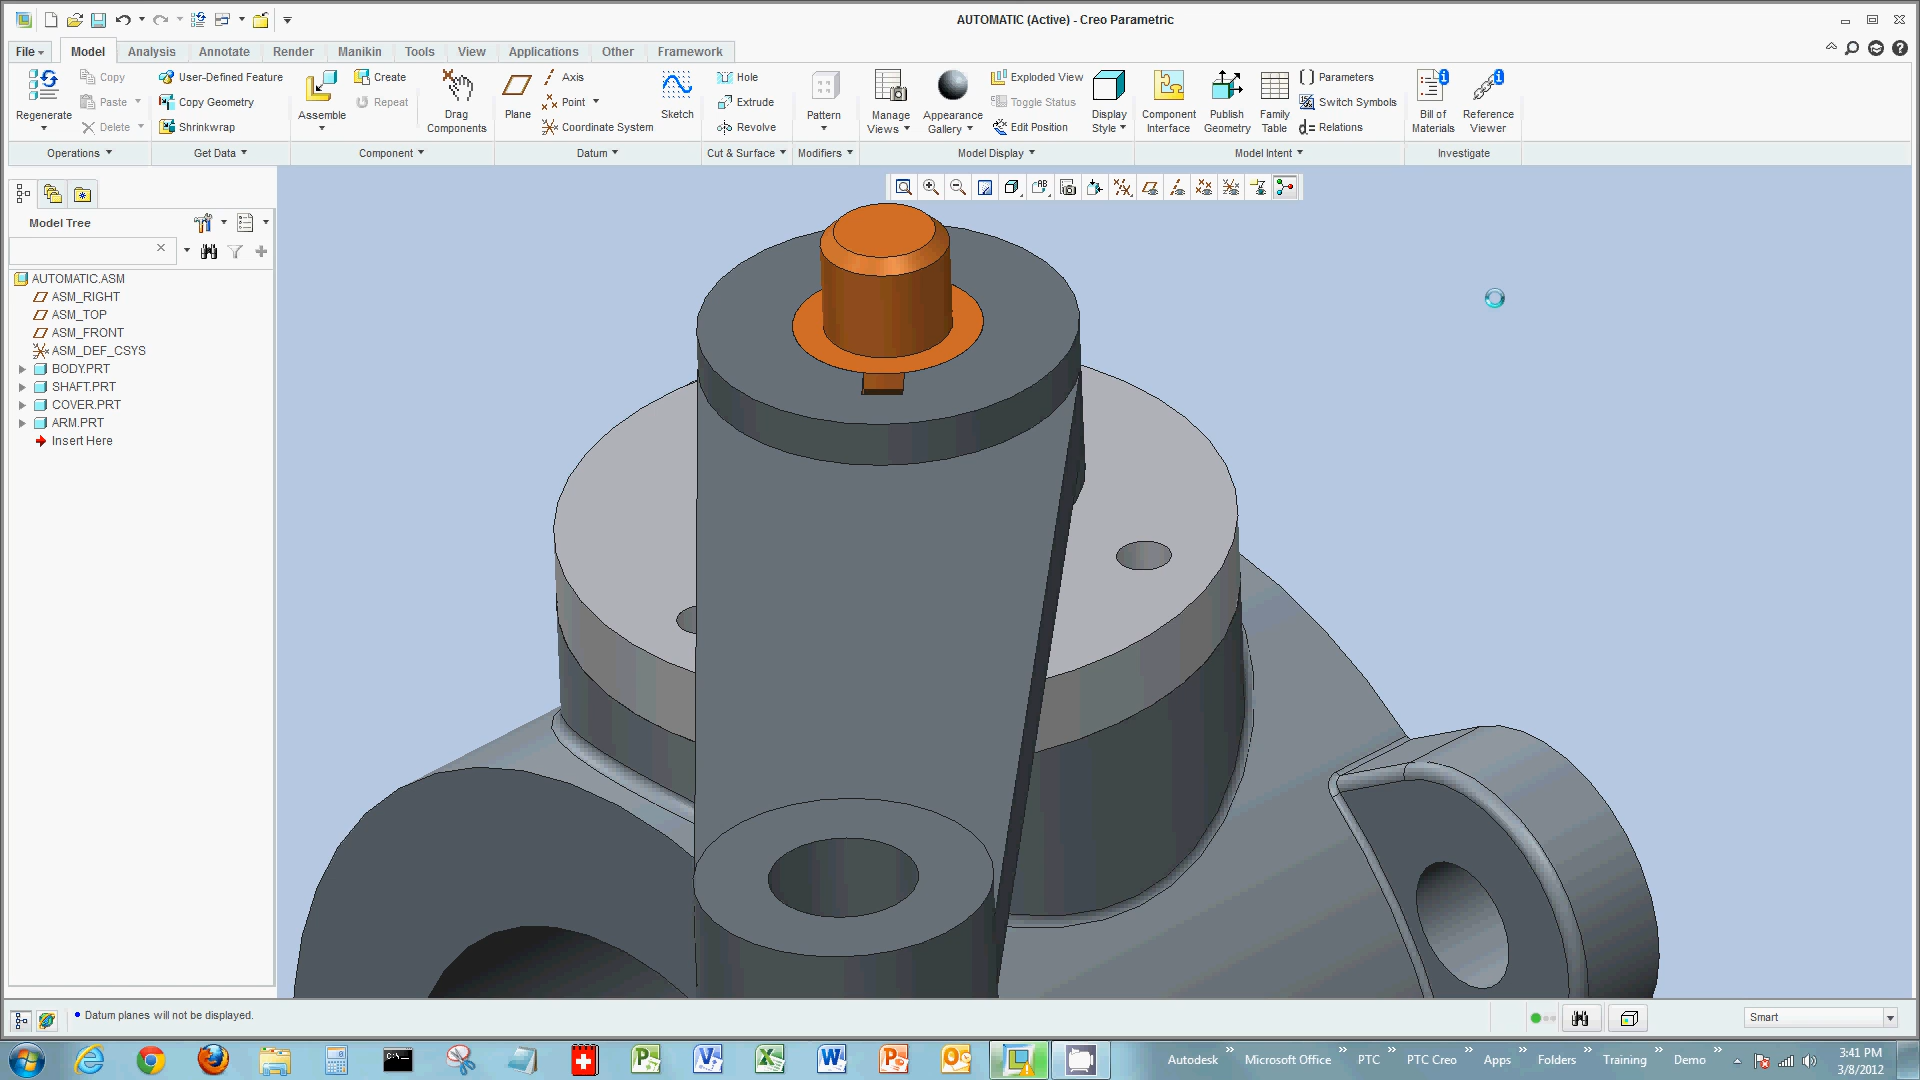 AUTOMATIC (Active) - Creo Parametric
File Model Analysis Annotate Render Manikin Tools View Applications Other Framework
Regenerate
Copy
Paste
Delete
Operations
User-Defined Feature
Copy Geometry
Shrinkwrap
Get Data
Assemble
Create
Repeat
Drag
Components
Component
Plane
Axis
Point
Coordinate System
Sketch
Datum
Hole
Extrude
Revolve
Cut & Surface
Pattern
Modifiers
Manage
Views
Appearance
Gallery
Exploded View
Toggle Status
Edit Position
Display
Style
Model Display
Component
Interface
Publish
Geometry
Family
Table
Parameters
Switch Symbols
d= Relations
Model Intent
Bill of
Materials
Reference
Viewer
Investigate
Model Tree
AUTOMATIC.ASM
ASM_RIGHT
ASM_TOP
ASM_FRONT
ASM_DEF_CSYS
BODY.PRT
SHAFT.PRT
COVER.PRT
ARM.PRT
Insert Here
Datum planes will not be displayed.
Smart
Autodesk » Microsoft Office » PTC » PTC Creo » Apps » Folders » Training » Demo »
3:41 PM
3/8/2012